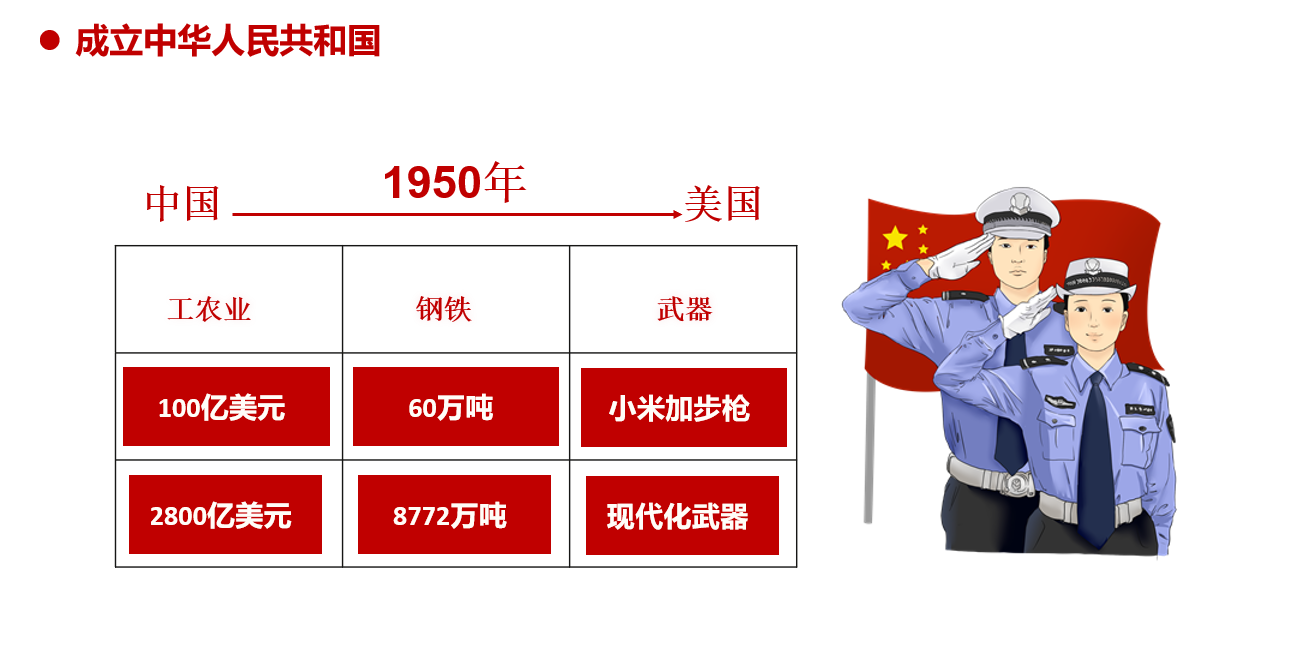 成立中华人民共和国
1950年
中国 美国
工农业 钢铁 武器
100亿美元 60万吨 小米加步枪
2800亿美元 8772万吨 现代化武器